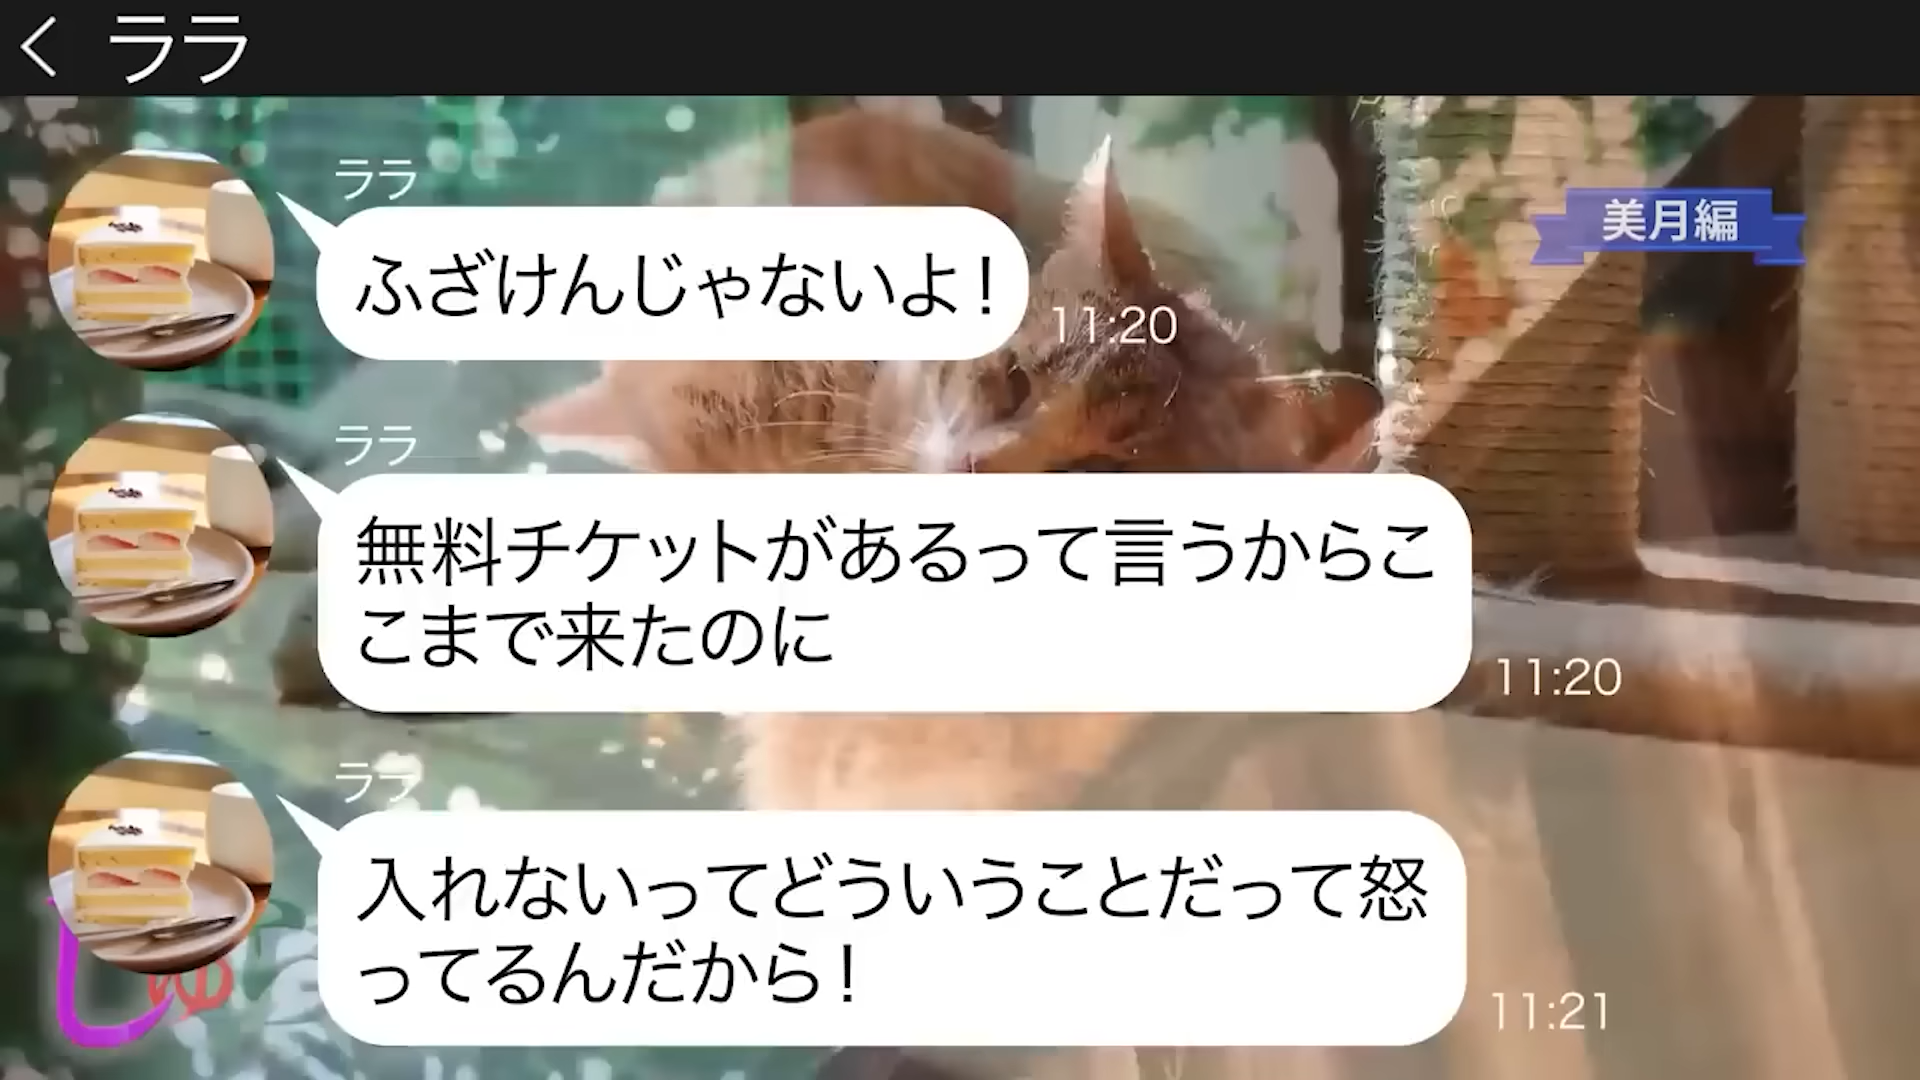 ララ
美月編
ララ
ふざけんじゃないよ！
11:20
ララ
無料チケットがあるって言うからこ
こまで来たのに
11:20
ララ
入れないってどういうことだって怒
ってるんだから！
11:21
しゅ